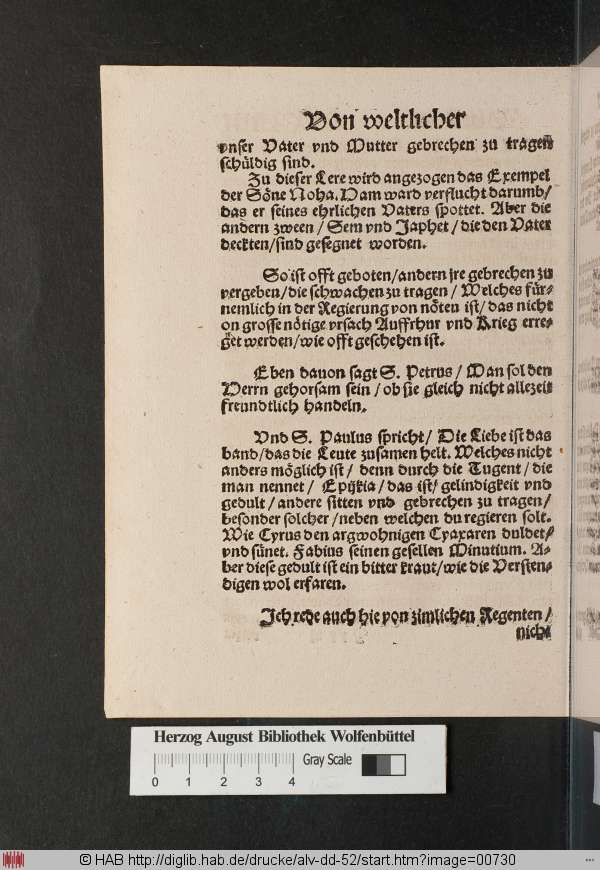 Von weltlicher
vnser Vater vnd Mutter gebrechen zu tragen
schüldig sind.
Zu dieser Lere wird angezogen das Exempel
der Söne Noha. Ham ward verflucht darumb/
das er seines ehrlichen Vaters spottet. Aber die
andern zween / Sem vnd Japhet / die den Vater
deckten/sind gesegnet worden.
So ist offt geboten/andern jre gebrechen zu
vergeben/die schwachen zu tragen / Welches für-
nemlich in der Regierung von nöten ist/das nicht
on grosse nötige vrsach Auffrhur vnd Krieg erre-
get werden/wie offt geschehen ist.
Eben dauon sagt S. Petrus / Man sol den
Herrn gehorsam sein / ob sie gleich nicht allezeit
freundtlich handeln.
Vnd S. Paulus spricht / Die Liebe ist das
band/das die Leute zusamen helt. Welches nicht
anders möglich ist / denn durch die Tugent / die
man nennet / Epijkia / das ist/ gelindigkeit vnd
gedult / andere sitten vnd gebrechen zu tragen/
besonder solcher / neben welchen du regieren solt.
Wie Cyrus den argwohnigen Cyaxaren duldet/
vnd sünet. Fabius seinen gesellen Minutium. A-
ber diese gedult ist ein bitter kraut/wie die Versten-
digen wol erfaren.
Ich rede auch hie von zimlichen Regenten /
nicht
Herzog August Bibliothek Wolfenbüttel
Gray Scale
0 1 2 3 4
© HAB http://diglib.hab.de/drucke/alv-dd-52/start.htm?image=00730